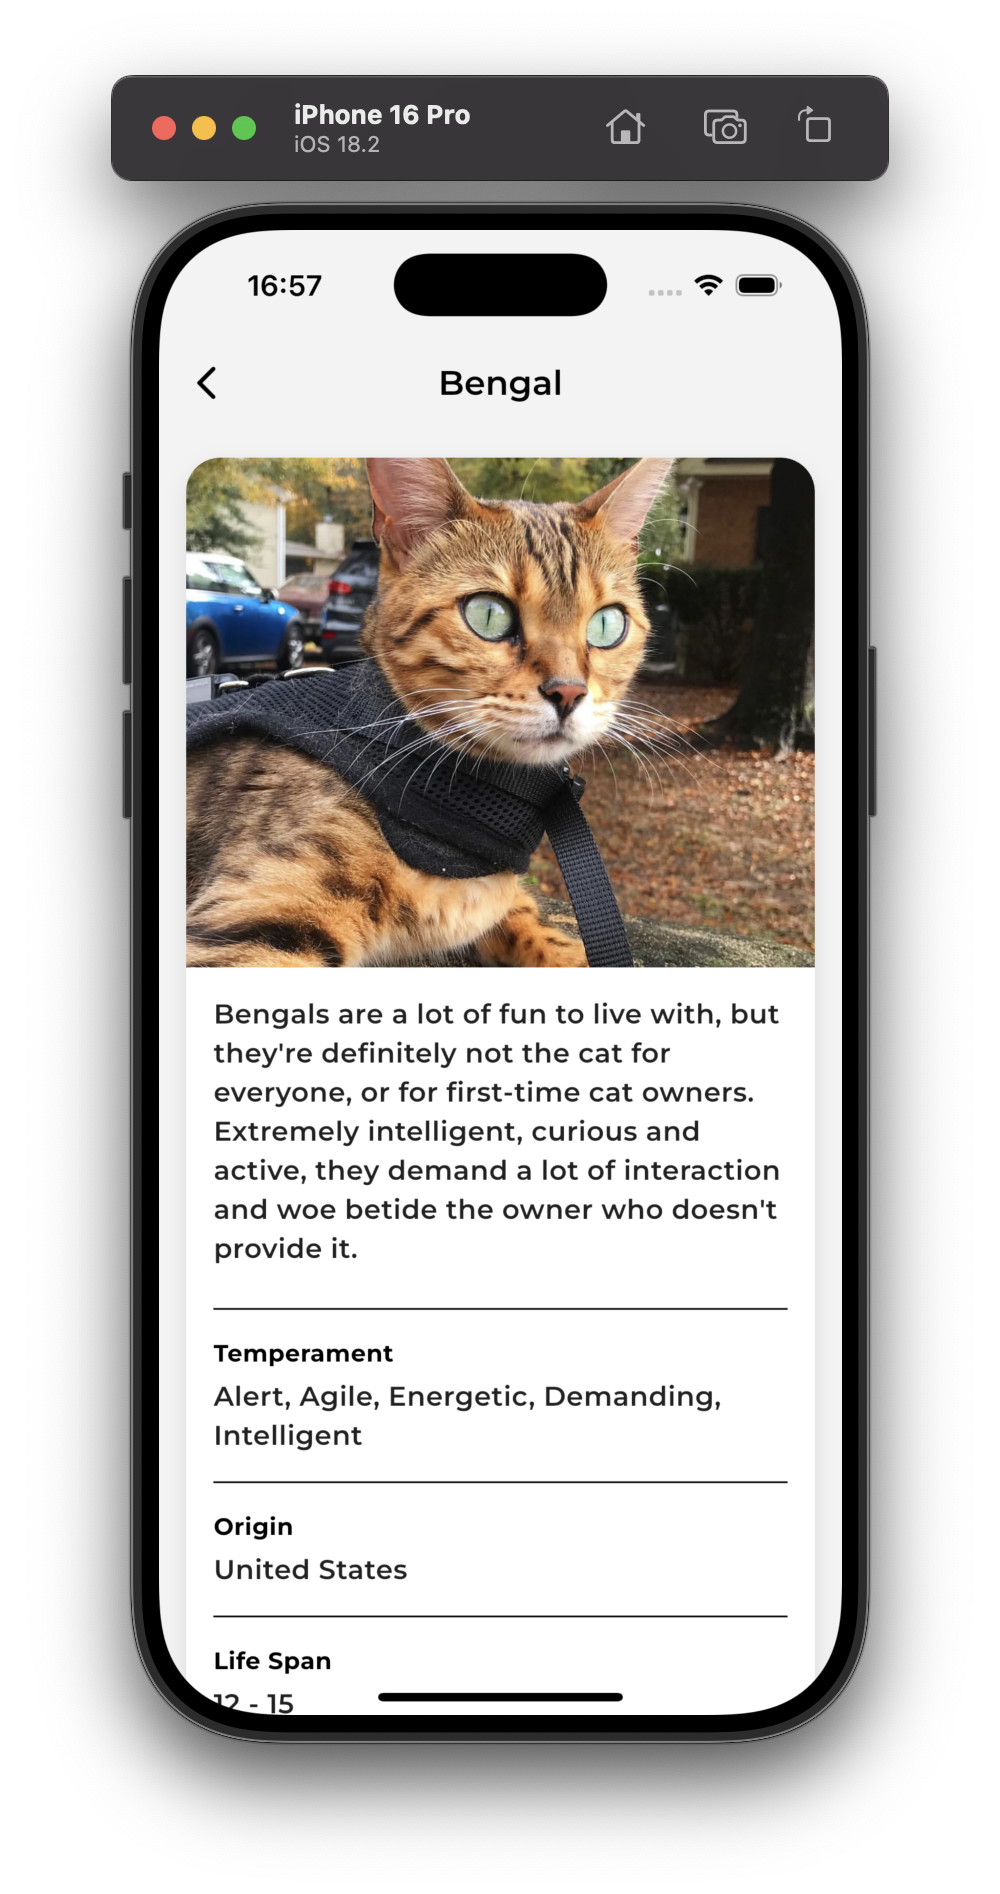 iPhone 16 Pro
iOS 18.2
16:57
Bengal
Bengals are a lot of fun to live with, but
they're definitely not the cat for
everyone, or for first-time cat owners.
Extremely intelligent, curious and
active, they demand a lot of interaction
and woe betide the owner who doesn't
provide it.
Temperament
Alert, Agile, Energetic, Demanding,
Intelligent
Origin
United States
Life Span
12 - 15